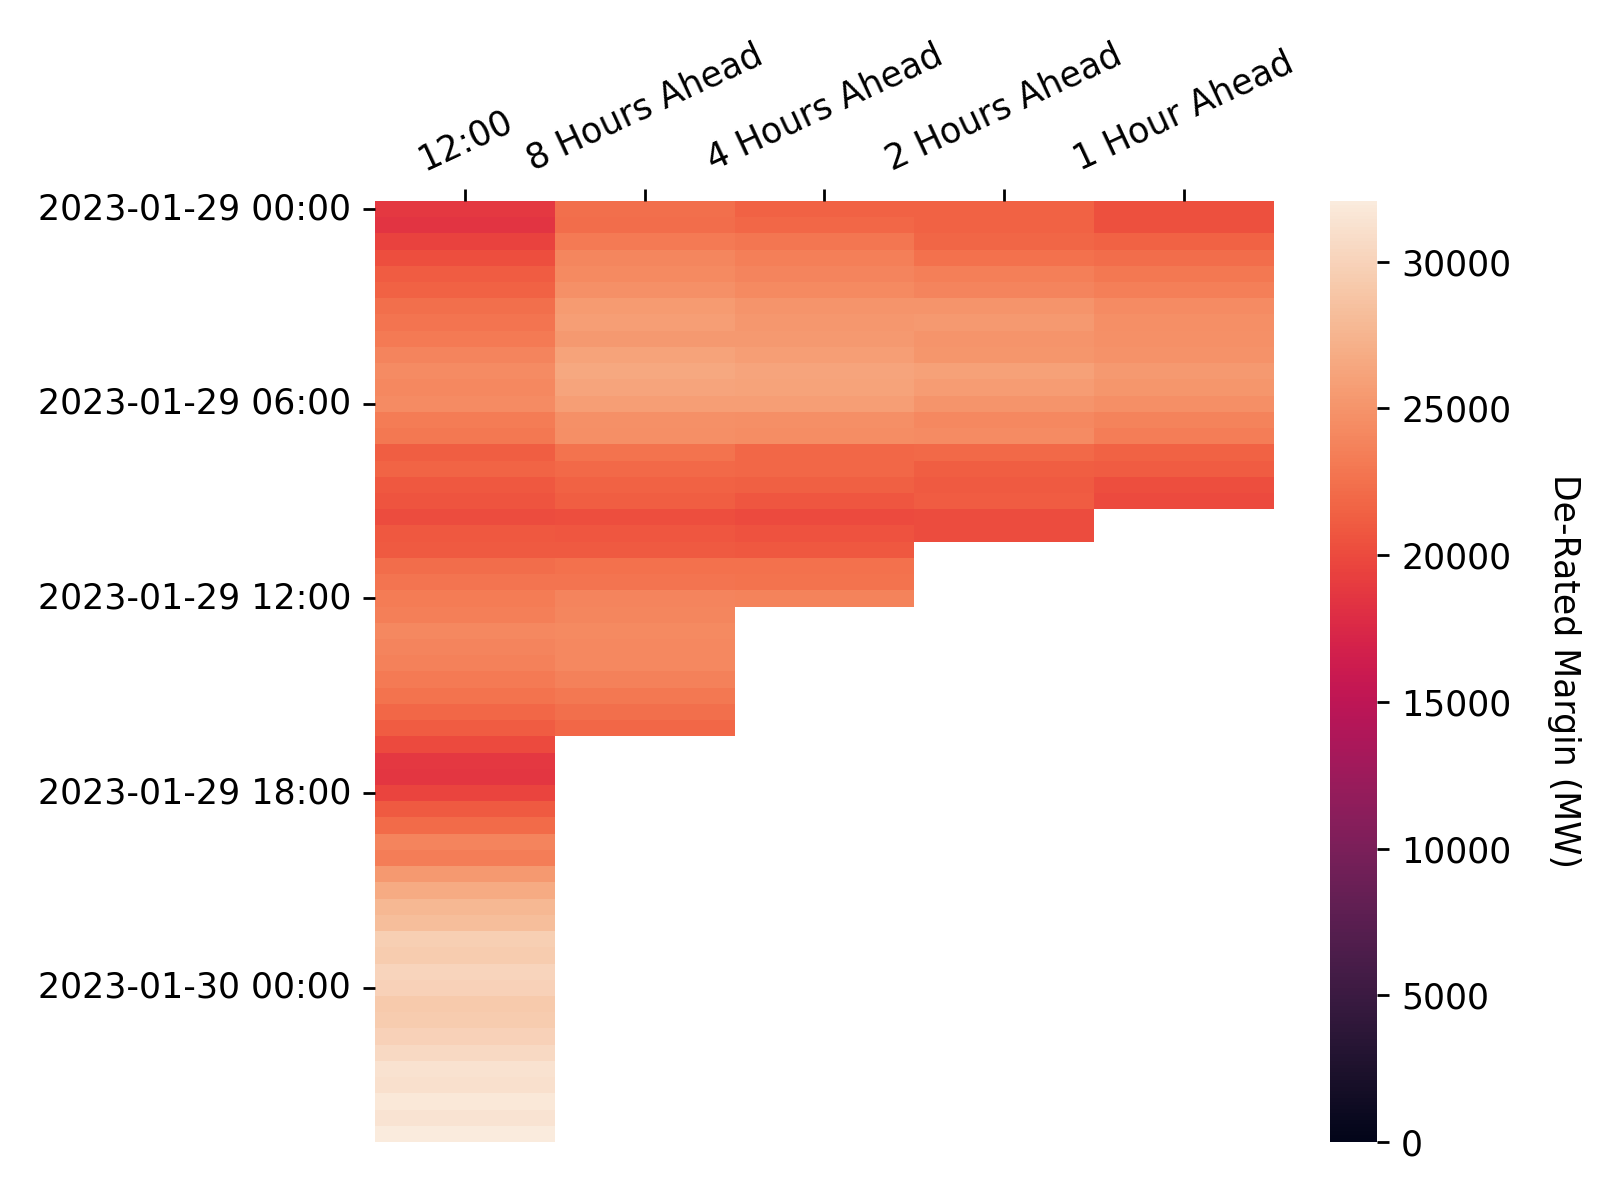 12:00
8 Hours Ahead
4 Hours Ahead
2 Hours Ahead
1 Hour Ahead
2023-01-29 00:00
2023-01-29 06:00
2023-01-29 12:00
2023-01-29 18:00
2023-01-30 00:00
30000
25000
20000
15000
10000
5000
0
De-Rated Margin (MW)